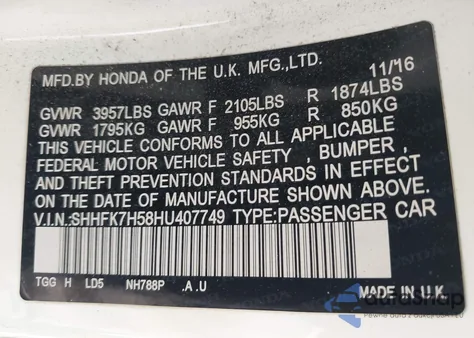 MFD.BY HONDA OF THE U.K. MFG.,LTD. 11/16
GVWR 3957LBS GAWR F 2105LBS R 1874LBS
GVWR 1795KG GAWR F 955KG R 850KG
THIS VEHICLE CONFORMS TO ALL APPLICABLE
FEDERAL MOTOR VEHICLE SAFETY , BUMPER ,
AND THEFT PREVENTION STANDARDS IN EFFECT
ON THE DATE OF MANUFACTURE SHOWN ABOVE.
V.I.N.:SHHFK7H58HU407749 TYPE:PASSENGER CAR
TGG H LD5 NH788P .A.U MADE IN U.K.